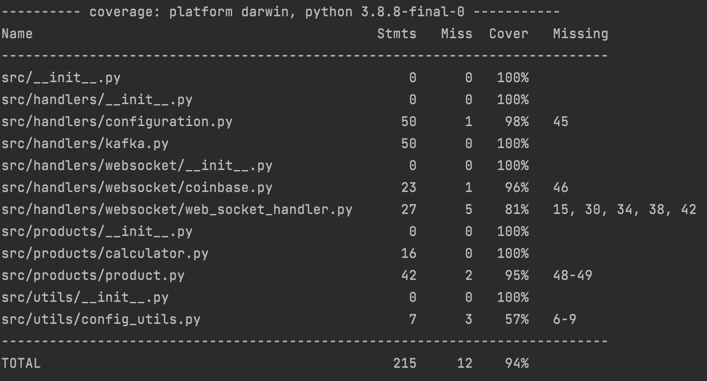 ---------- coverage: platform darwin, python 3.8.8-final-0 -----------
Name                                         Stmts   Miss  Cover   Missing
--------------------------------------------------------------------------
src/__init__.py                                  0      0   100%
src/handlers/__init__.py                         0      0   100%
src/handlers/configuration.py                   50      1    98%   45
src/handlers/kafka.py                           50      0   100%
src/handlers/websocket/__init__.py               0      0   100%
src/handlers/websocket/coinbase.py              23      1    96%   46
src/handlers/websocket/web_socket_handler.py    27      5    81%   15, 30, 34, 38, 42
src/products/__init__.py                         0      0   100%
src/products/calculator.py                      16      0   100%
src/products/product.py                         42      2    95%   48-49
src/utils/__init__.py                            0      0   100%
src/utils/config_utils.py                        7      3    57%   6-9
--------------------------------------------------------------------------
TOTAL                                          215     12    94%